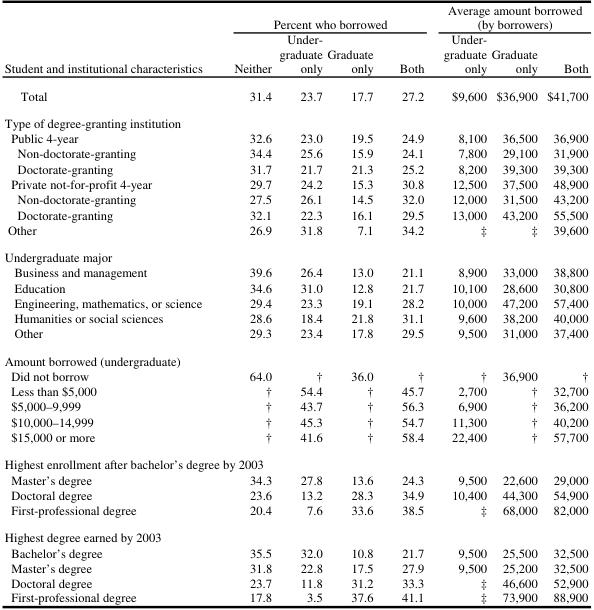 Average amount borrowed
Percent who borrowed (by borrowers)
Under- Under-
graduate Graduate graduate Graduate
Student and institutional characteristics Neither only only Both only only Both
Total 31.4 23.7 17.7 27.2 $9,600 $36,900 $41,700
Type of degree-granting institution
Public 4-year 32.6 23.0 19.5 24.9 8,100 36,500 36,900
Non-doctorate-granting 34.4 25.6 15.9 24.1 7,800 29,100 31,900
Doctorate-granting 31.7 21.7 21.3 25.2 8,200 39,300 39,300
Private not-for-profit 4-year 29.7 24.2 15.3 30.8 12,500 37,500 48,900
Non-doctorate-granting 27.5 26.1 14.5 32.0 12,000 31,500 43,200
Doctorate-granting 32.1 22.3 16.1 29.5 13,000 43,200 55,500
Other 26.9 31.8 7.1 34.2 ‡ ‡ 39,600
Undergraduate major
Business and management 39.6 26.4 13.0 21.1 8,900 33,000 38,800
Education 34.6 31.0 12.8 21.7 10,100 28,600 30,800
Engineering, mathematics, or science 29.4 23.3 19.1 28.2 10,000 47,200 57,400
Humanities or social sciences 28.6 18.4 21.8 31.1 9,600 38,200 40,000
Other 29.3 23.4 17.8 29.5 9,500 31,000 37,400
Amount borrowed (undergraduate)
Did not borrow 64.0 † 36.0 † † 36,900 †
Less than $5,000 † 54.4 † 45.7 2,700 † 32,700
$5,000–9,999 † 43.7 † 56.3 6,900 † 36,200
$10,000–14,999 † 45.3 † 54.7 11,300 † 40,200
$15,000 or more † 41.6 † 58.4 22,400 † 57,700
Highest enrollment after bachelor's degree by 2003
Master's degree 34.3 27.8 13.6 24.3 9,500 22,600 29,000
Doctoral degree 23.6 13.2 28.3 34.9 10,400 44,300 54,900
First-professional degree 20.4 7.6 33.6 38.5 ‡ 68,000 82,000
Highest degree earned by 2003
Bachelor's degree 35.5 32.0 10.8 21.7 9,500 25,500 32,500
Master's degree 31.8 22.8 17.5 27.9 9,500 25,200 32,500
Doctoral degree 23.7 11.8 31.2 33.3 ‡ 46,600 52,900
First-professional degree 17.8 3.5 37.6 41.1 ‡ 73,900 88,900